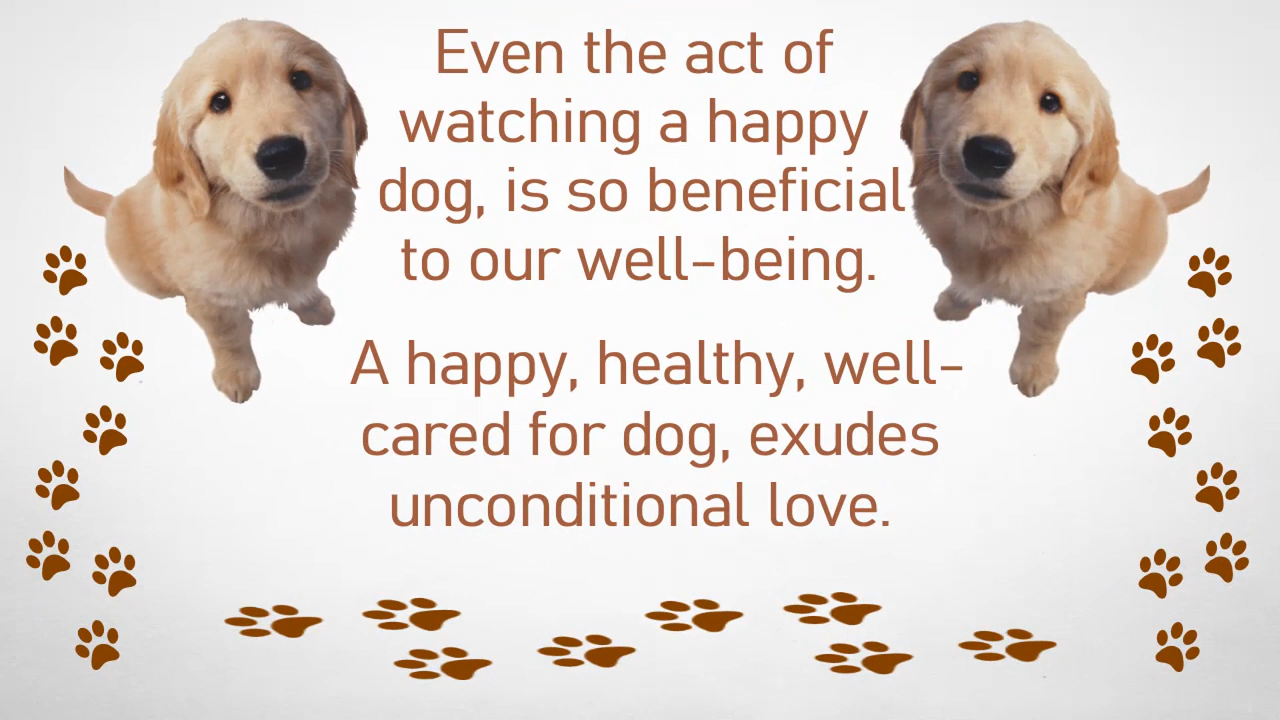 Even the act of
watching a happy
dog, is so beneficial
to our well-being.
A happy, healthy, well-
cared for dog, exudes
unconditional love.